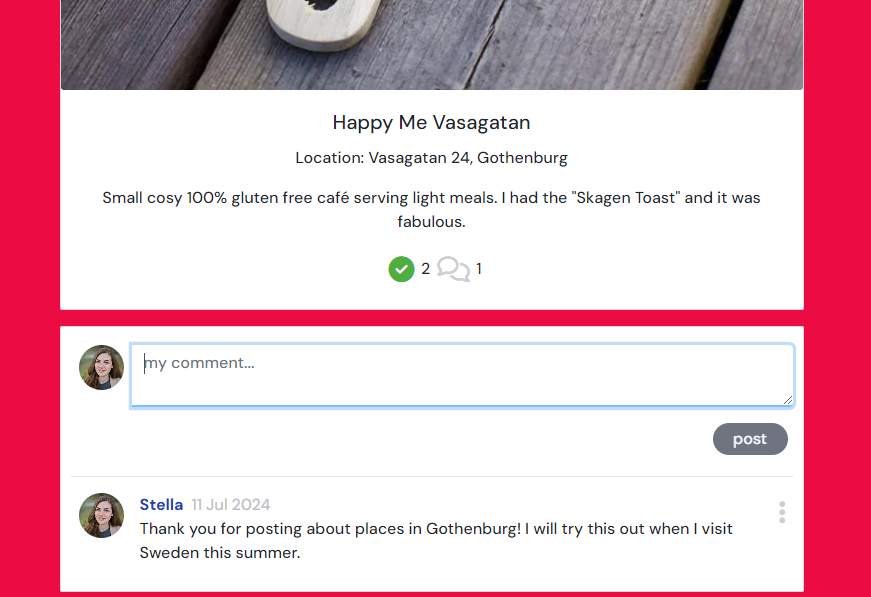 Happy Me Vasagatan
Location: Vasagatan 24, Gothenburg
Small cosy 100% gluten free café serving light meals. I had the "Skagen Toast" and it was
fabulous.
2 1
my comment...
post
Stella 11 Jul 2024
Thank you for posting about places in Gothenburg! I will try this out when I visit
Sweden this summer.